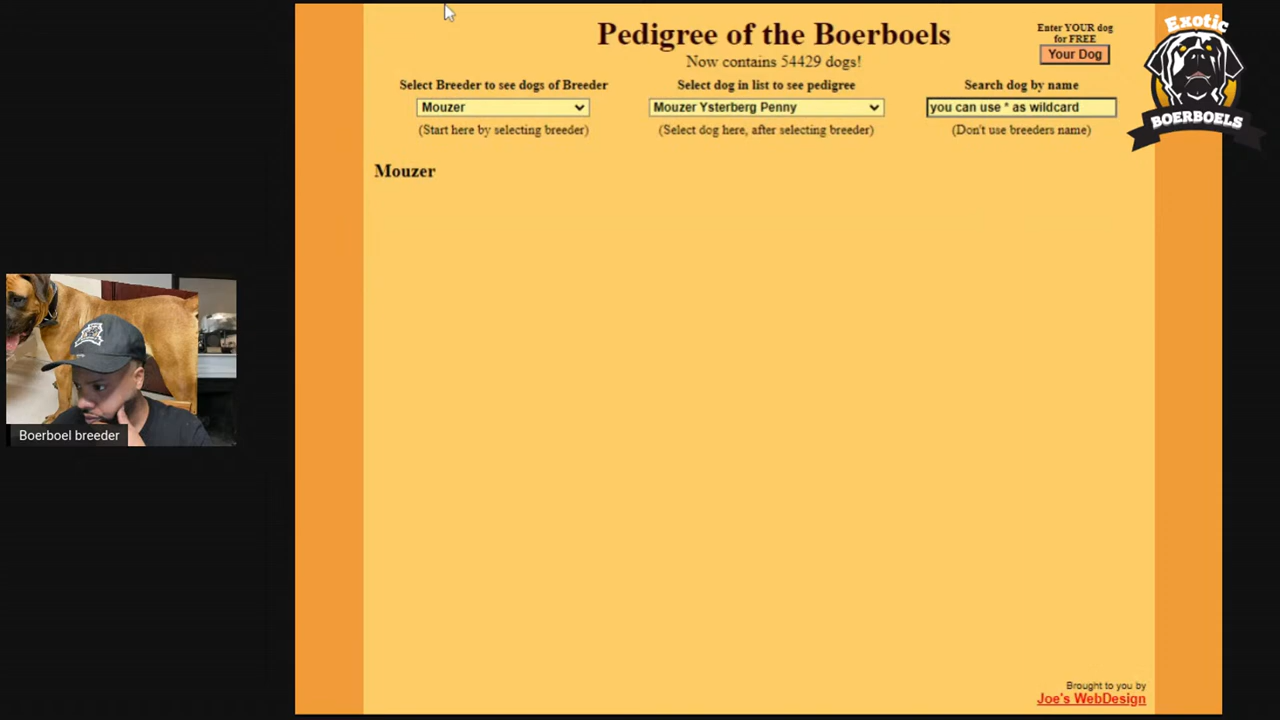 Pedigree of the Boerboels
Now contains 54429 dogs!
Enter YOUR dog
for FREE
Your Dog
Select Breeder to see dogs of Breeder
Mouzer
(Start here by selecting breeder)
Select dog in list to see pedigree
Mouzer Ysterberg Penny
(Select dog here, after selecting breeder)
Search dog by name
you can use * as wildcard
(Don't use breeders name)
Exotic
BOERBOELS
Mouzer
Boerboel breeder
Brought to you by
Joe's WebDesign